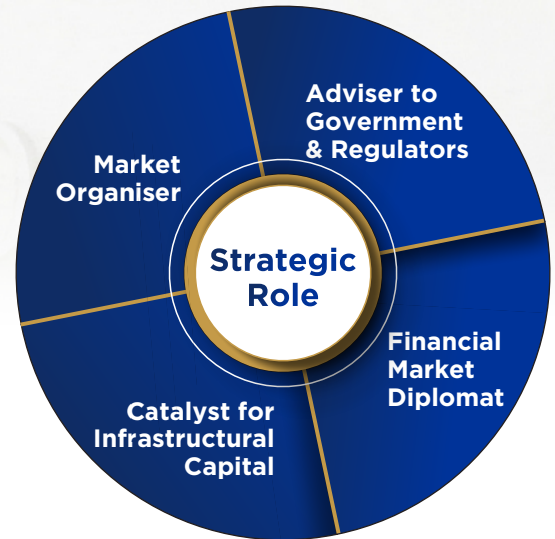 Adviser to
Government
& Regulators
Market
Organiser
Strategic
Role
Financial
Market
Diplomat
Catalyst for
Infrastructural
Capital